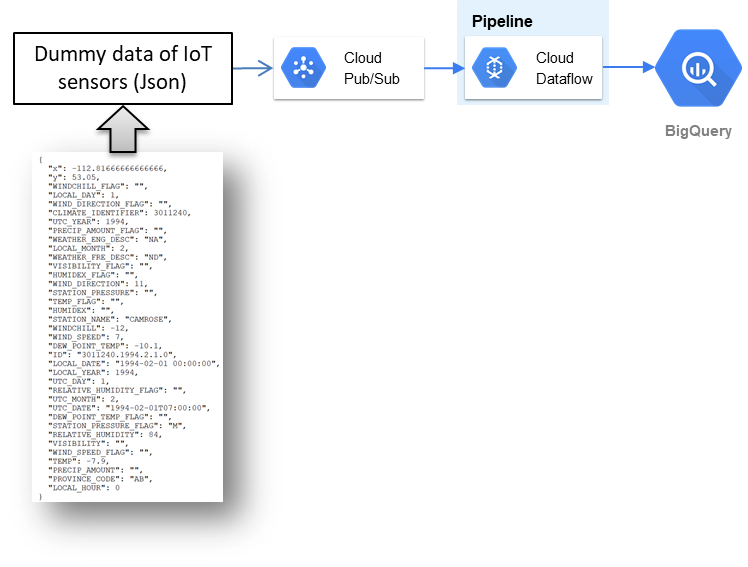 Pipeline
Dummy data of IoT
sensors (Json)
Cloud
Pub/Sub
Cloud
Dataflow
BigQuery
{
"x": -112.81666666666666,
"y": 53.05,
"WINDCHILL_FLAG": "",
"LOCAL_DAY": 1,
"WIND_DIRECTION_FLAG": "",
"CLIMATE_IDENTIFIER": 3011240,
"UTC_YEAR": 1994,
"PRECIP_AMOUNT_FLAG": "",
"WEATHER_ENG_DESC": "NA",
"LOCAL_MONTH": 2,
"WEATHER_FRE_DESC": "ND",
"VISIBILITY_FLAG": "",
"HUMIDEX_FLAG": "",
"WIND_DIRECTION": 11,
"STATION_PRESSURE": "",
"TEMP_FLAG": "",
"HUMIDEX": "",
"STATION_NAME": "CAMROSE",
"WINDCHILL": -12,
"WIND_SPEED": 7,
"DEW_POINT_TEMP": -10.1,
"ID": "3011240.1994.2.1.0",
"LOCAL_DATE": "1994-02-01 00:00:00",
"LOCAL_YEAR": 1994,
"UTC_DAY": 1,
"RELATIVE_HUMIDITY_FLAG": "",
"UTC_MONTH": 2,
"UTC_DATE": "1994-02-01T07:00:00",
"DEW_POINT_TEMP_FLAG": "",
"STATION_PRESSURE_FLAG": "M",
"RELATIVE_HUMIDITY": 84,
"VISIBILITY": "",
"WIND_SPEED_FLAG": "",
"TEMP": -7.9,
"PRECIP_AMOUNT": "",
"PROVINCE_CODE": "AB",
"LOCAL_HOUR": 0
}